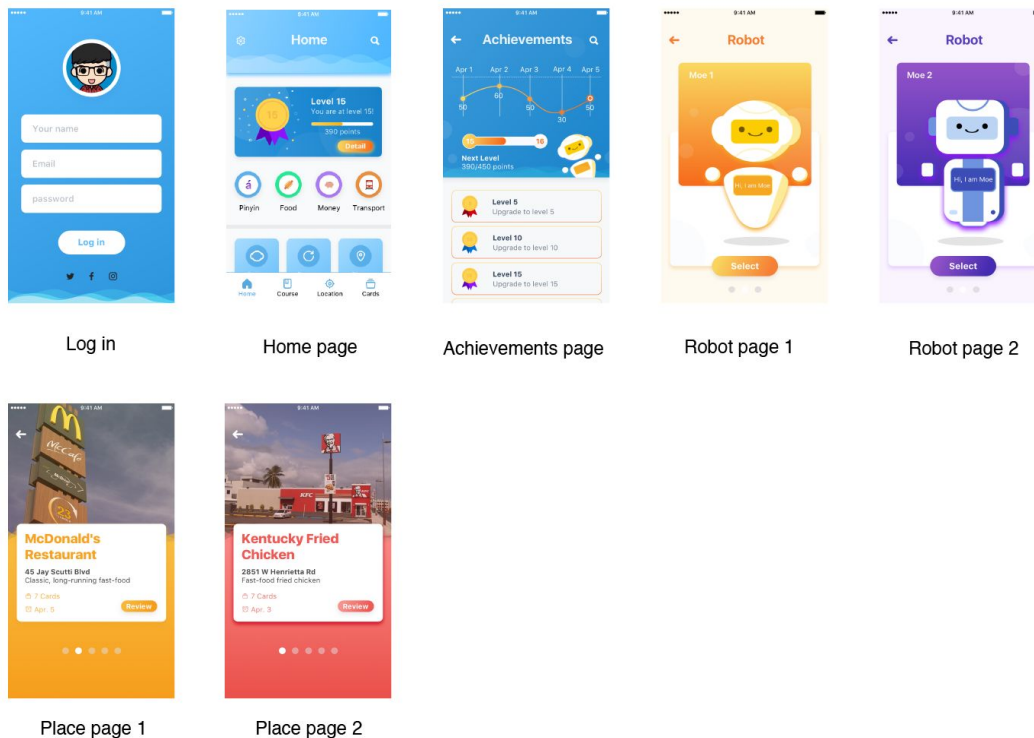 9:41 AM
Your name
Email
password
Log in
Log in
9:41 AM
Home
15
Level 15
You are at level 15!
390 points
Detail
á
Pinyin
Food
Money
Transport
Home
Course
Location
Cards
Home page
9:41 AM
Achievements
Apr 1
Apr 2
Apr 3
Apr 4
Apr 5
50
60
50
30
50
15
16
Next Level
390/450 points
Level 5
Upgrade to level 5
Level 10
Upgrade to level 10
Level 15
Upgrade to level 15
Achievements page
9:41 AM
Robot
Moe 1
Hi, I am Moe
Select
Robot page 1
9:41 AM
Robot
Moe 2
Hi, I am Moe
Select
Robot page 2
9:41 AM
McCafé
McDonald's
Restaurant
45 Jay Scutti Blvd
Classic, long-running fast-food
7 Cards
Apr. 5
Review
Place page 1
9:41 AM
KFC
Kentucky Fried
Chicken
2851 W Henrietta Rd
Fast-food fried chicken
7 Cards
Apr. 3
Review
Place page 2